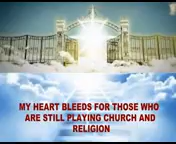 MY HEART BLEEDS FOR THOSE WHO
ARE STILL PLAYING CHURCH AND
RELIGION